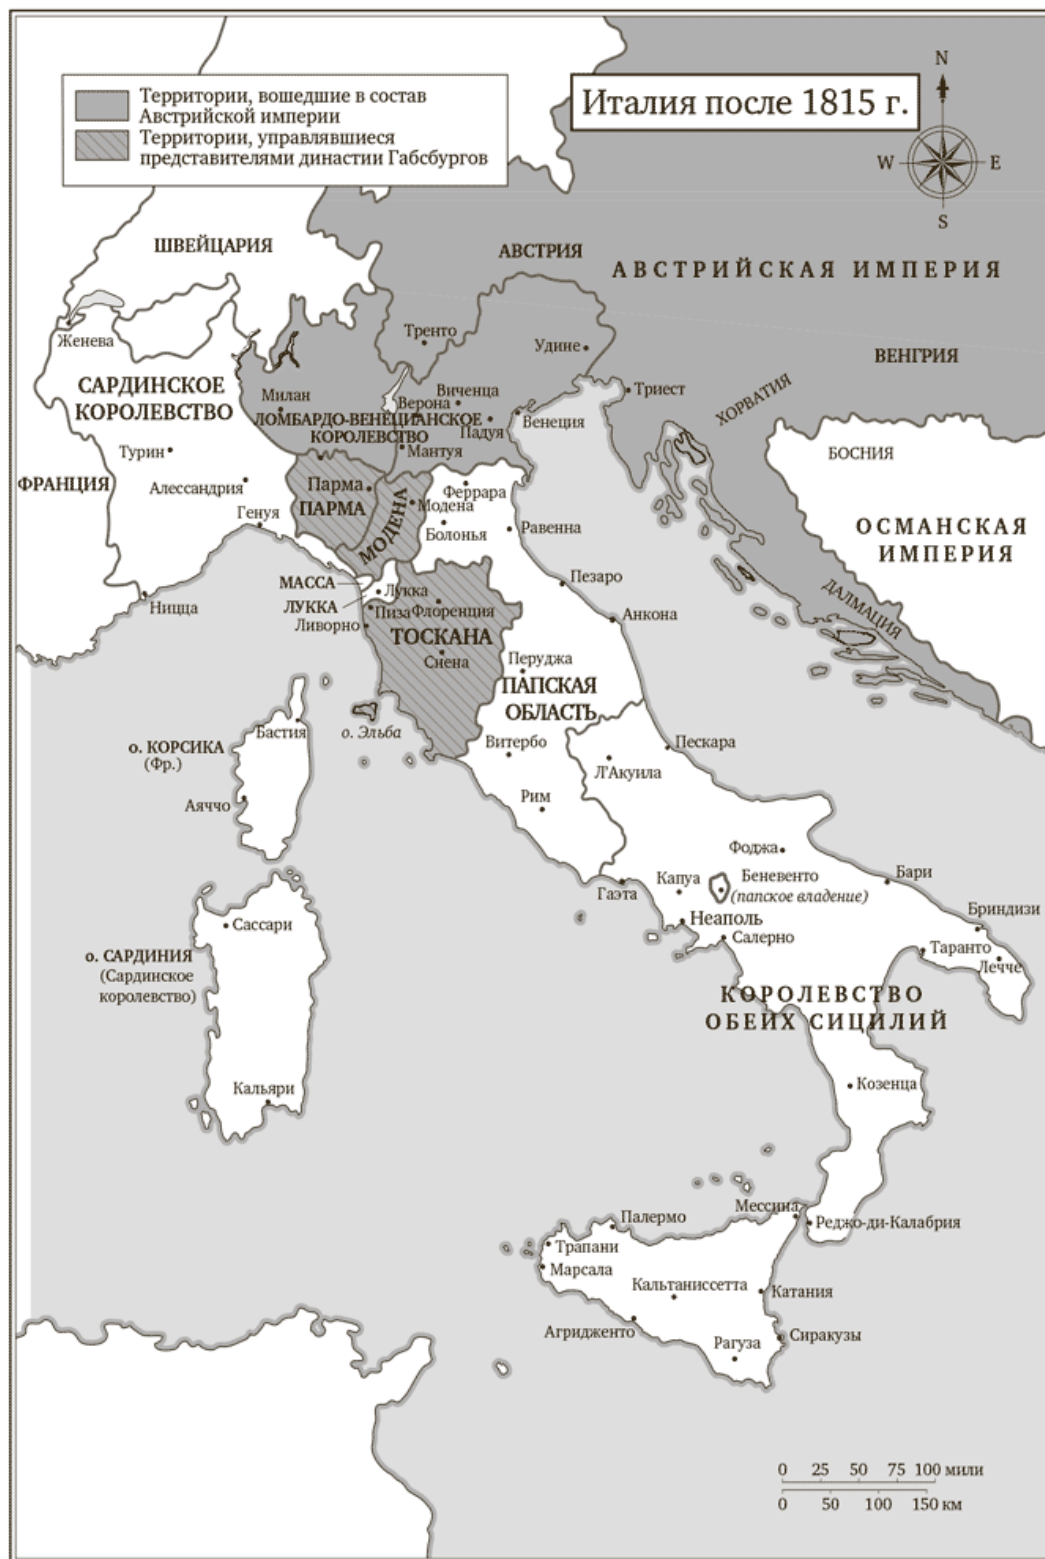 Италия после 1815 г.
Территории, вошедшие в состав
Австрийской империи
Территории, управлявшиеся
представителями династии Габсбургов
N
W
E
S
ШВЕЙЦАРИЯ
АВСТРИЯ
АВСТРИЙСКАЯ ИМПЕРИЯ
Женева
Тренто
Удине
ВЕНГРИЯ
САРДИНСКОЕ
КОРОЛЕВСТВО
Милан
Верона
Виченца
Триест
ХОРВАТИЯ
ЛОМБАРДО-ВЕНЕЦИАНСКОЕ
КОРОЛЕВСТВО
Падуя
Венеция
Мантуя
Турин
БОСНИЯ
ФРАНЦИЯ
Алессандрия
Парма
ПАРМА
Феррара
Модена
МОДЕНА
Генуя
Болонья
Равенна
ОСМАНСКАЯ
ИМПЕРИЯ
МАССА
Лукка
ЛУККА
Пезаро
ДАЛМАЦИЯ
Ницца
Пиза
Флоренция
Ливорно
Анкона
ТОСКАНА
Сиена
Перуджа
ПАПСКАЯ
ОБЛАСТЬ
Бастия
о. Эльба
о. КОРСИКА
(Фр.)
Витербо
Пескара
Л'Акуила
Аяччо
Рим
Фоджа
Капуа
Беневенто
(папское владение)
Бари
Гаэта
Неаполь
Бриндизи
Сассари
Салерно
Таранто
Лечче
о. САРДИНИЯ
(Сардинское
королевство)
КОРОЛЕВСТВО
ОБЕИХ СИЦИЛИЙ
Кальяри
Козенца
Палермо
Мессина
Реджо-ди-Калабрия
Трапани
Марсала
Кальтаниссетта
Катания
Агридженто
Рагуза
Сиракузы
0 25 50 75 100 мили
0 50 100 150 км